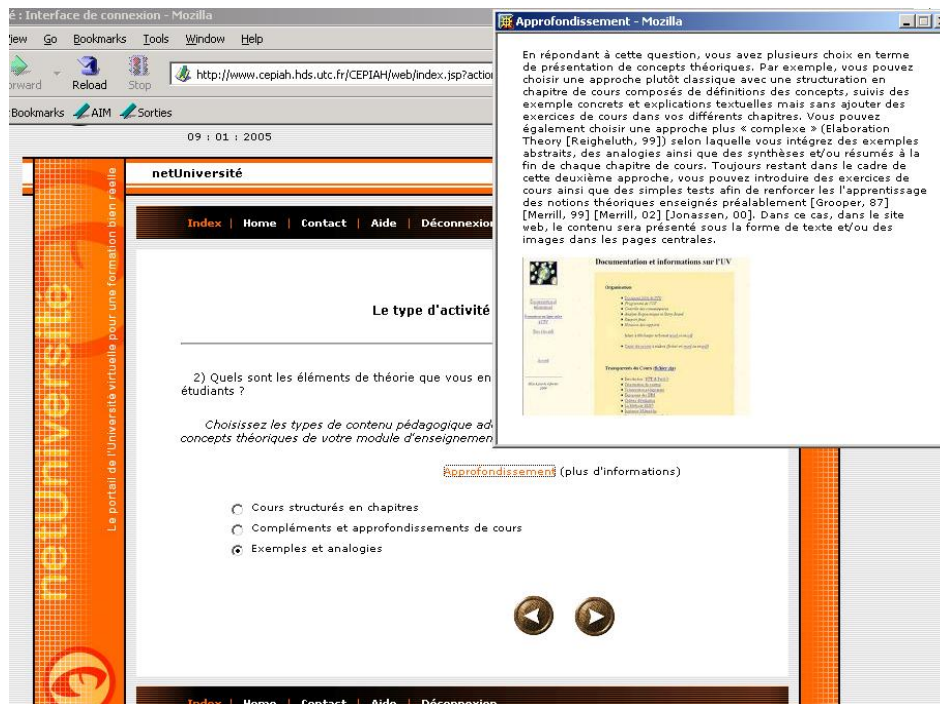 é : Interface de connexion - Mozilla
View Go Bookmarks Tools Window Help
Reload Stop
http://www.cepiah.hds.utc.fr/CEPIAH/web/index.jsp?action
Bookmarks AIM Sorties
09 : 01 : 2005
netUniversité
Index | Home | Contact | Aide | Déconnexion
Le type d'activité
2) Quels sont les éléments de théorie que vous en
étudiants ?
Choisissez les types de contenu pédagogique
concepts théoriques de votre module d'enseignement
Approfondissement (plus d'informations)
Cours structurés en chapitres
Compléments et approfondissements de cours
Exemples et analogies
Index | Home | Contact | Aide | Déconnexion
netUniversité
Le portail de l'Université virtuelle pour une formation bien réelle
Approfondissement - Mozilla
En répondant à cette question, vous avez plusieurs choix en terme
de présentation de concepts théoriques. Par exemple, vous pouvez
choisir une approche plutôt classique avec une structuration en
chapitre de cours composés de définitions des concepts, suivis des
exemple concrets et explications textuelles mais sans ajouter des
exercices de cours dans vos différents chapitres. Vous pouvez
également choisir une approche plus « complexe » (Elaboration
Theory [Reigheluth, 99]) selon laquelle vous intégrez des exemples
abstraits, des analogies ainsi que des synthèses et/ou résumés à la
fin de chaque chapitre de cours. Toujours restant dans le cadre de
cette deuxième approche, vous pouvez introduire des exercices de
cours ainsi que des simples tests afin de renforcer les l'apprentissage
des notions théoriques enseignés préalablement [Grooper, 87]
[Merrill, 99] [Merrill, 02] [Jonassen, 00]. Dans ce cas, dans le site
web, le contenu sera présenté sous la forme de texte et/ou des
images dans les pages centrales.
Documentation et informations sur l'UV
Organisation